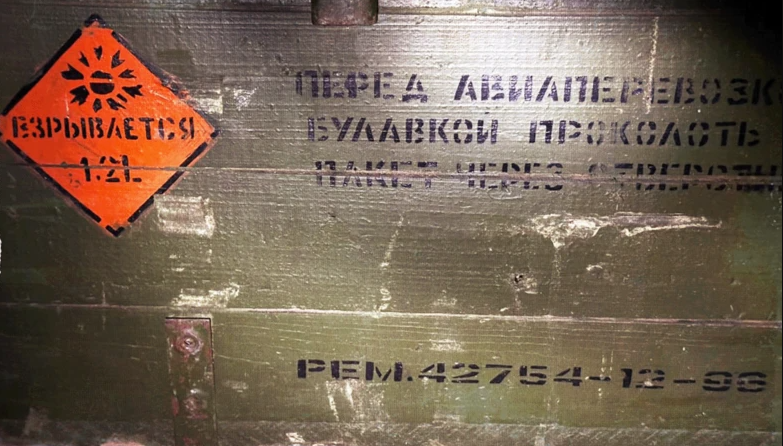 ВЗРЫВАЕТСЯ
1.2L
ПЕРЕД АВИАПЕРЕВОЗК
БУЛАВКОЙ ПРОКОЛОТЬ
ПАКЕТ ЧЕРЕЗ
РЕМ.42754-12-96